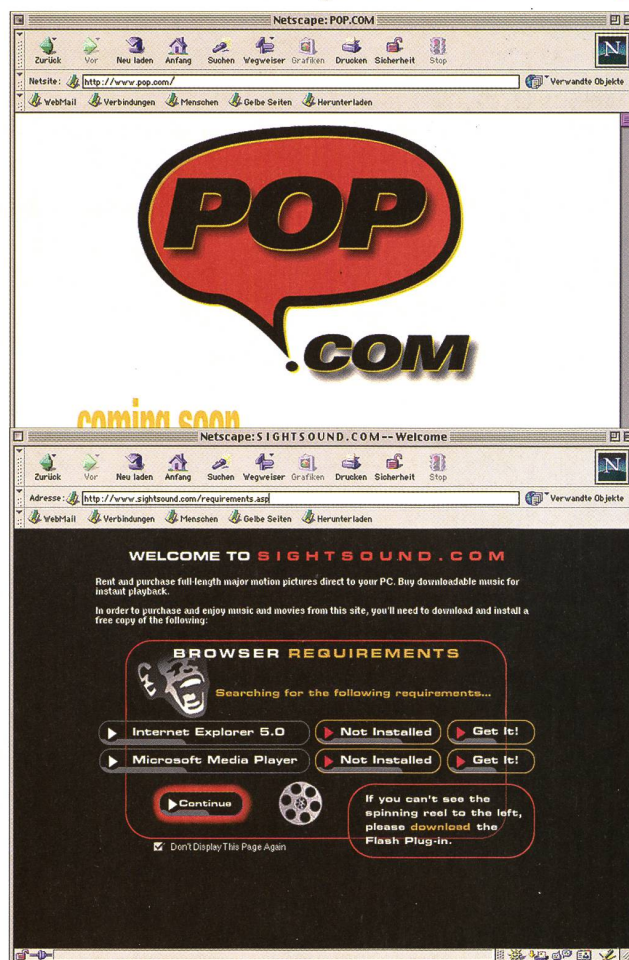 Netscape: POP.COM
Zurück Vor Neu laden Anfang Suchen Wegweiser Grafiken Drucken Sicherheit Stop
N
Netsite: http://www.pop.com/ Verwandte Objekte
WebMail Verbindungen Menschen Gelbe Seiten Herunterladen
POP
.COM
coming soon
Netscape: SIGHTSOUND.COM -- Welcome
Zurück Vor Neu laden Anfang Suchen Wegweiser Grafiken Drucken Sicherheit Stop
N
Adresse: http://www.sightsound.com/requirements.asp Verwandte Objekte
WebMail Verbindungen Menschen Gelbe Seiten Herunterladen
WELCOME TO SIGHTSOUND.COM
Rent and purchase full-length major motion pictures direct to your PC. Buy downloadable music for
instant playback.
In order to purchase and enjoy music and movies from this site, you'll need to download and install a
free copy of the following:
BROWSER REQUIREMENTS
Searching for the following requirements...
Internet Explorer 5.0 Not Installed Get It!
Microsoft Media Player Not Installed Get It!
Continue
If you can't see the
spinning reel to the left,
please download the
Flash Plug-in.
Don't Display This Page Again